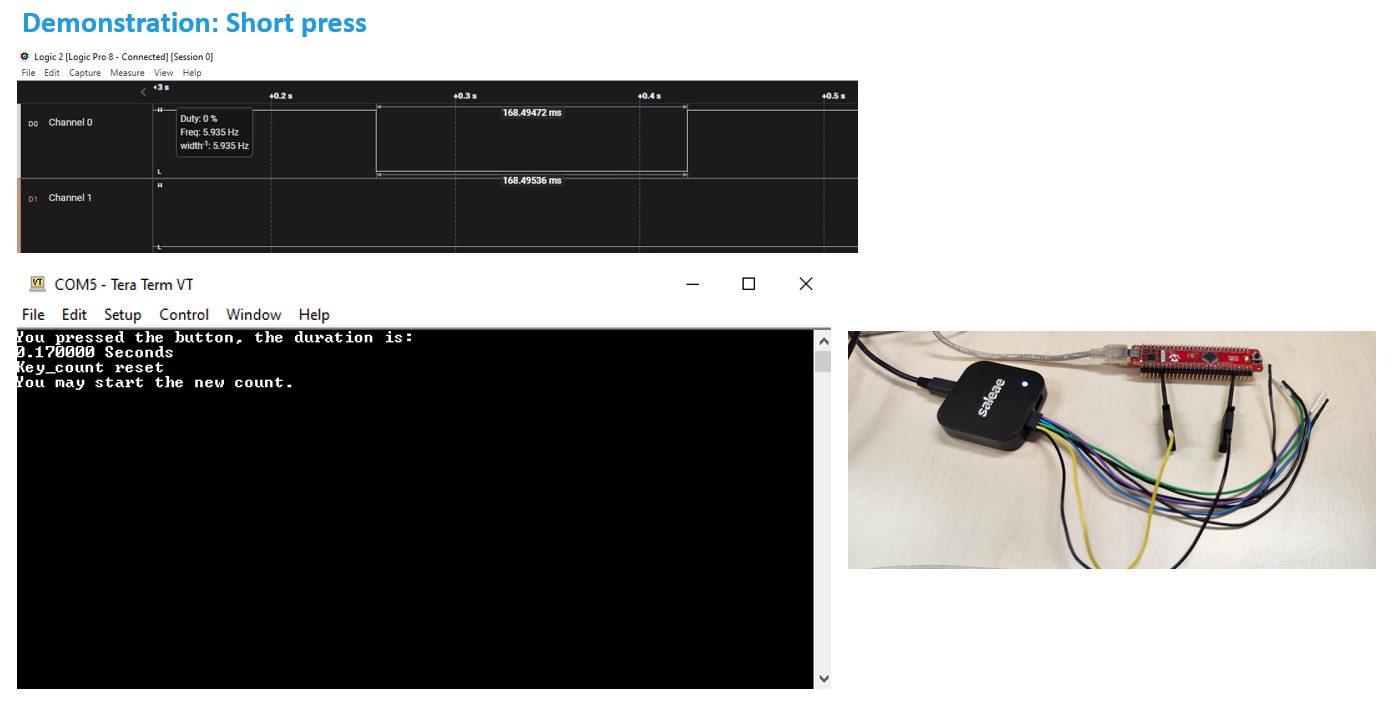 Demonstration: Short press
Logic 2 [Logic Pro 8 - Connected] [Session 0]
File Edit Capture Measure View Help
+3 s
+0.2 s +0.3 s +0.4 s +0.5 s
D0 Channel 0
H
L
Duty: 0 %
Freq: 5.935 Hz
width⁻¹: 5.935 Hz
168.49472 ms
168.49536 ms
D1 Channel 1
H
L
VT COM5 - Tera Term VT
File Edit Setup Control Window Help
You pressed the button, the duration is:
0.170000 Seconds
Key_count reset
You may start the new count.
saleae